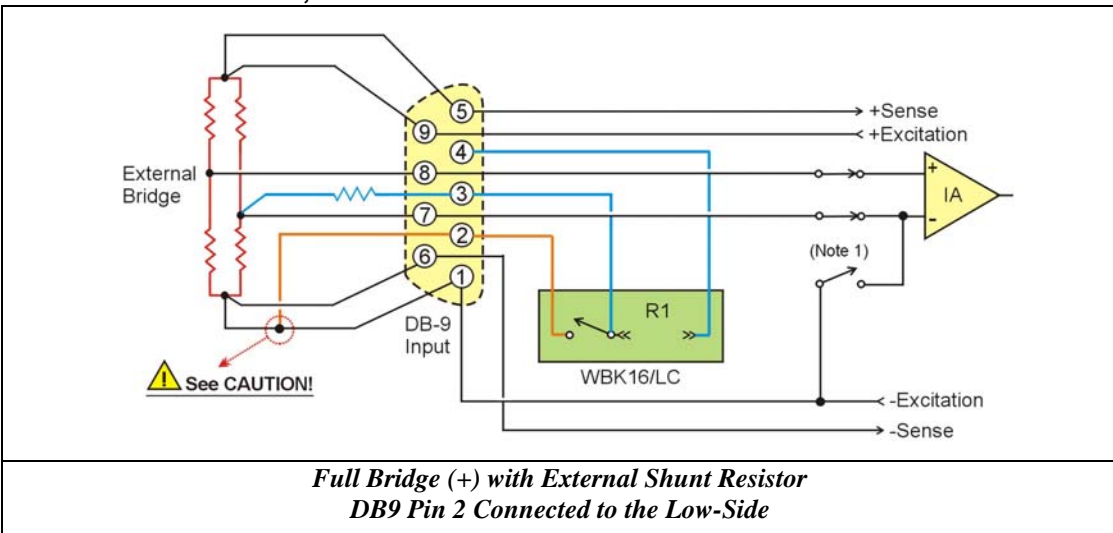 +Sense
+Excitation
External
Bridge
5
9
4
8
3
7
2
6
1
+
-
IA
(Note 1)
R1
DB-9
Input
WBK16/LC
! See CAUTION!
-Excitation
-Sense
Full Bridge (+) with External Shunt Resistor
DB9 Pin 2 Connected to the Low-Side